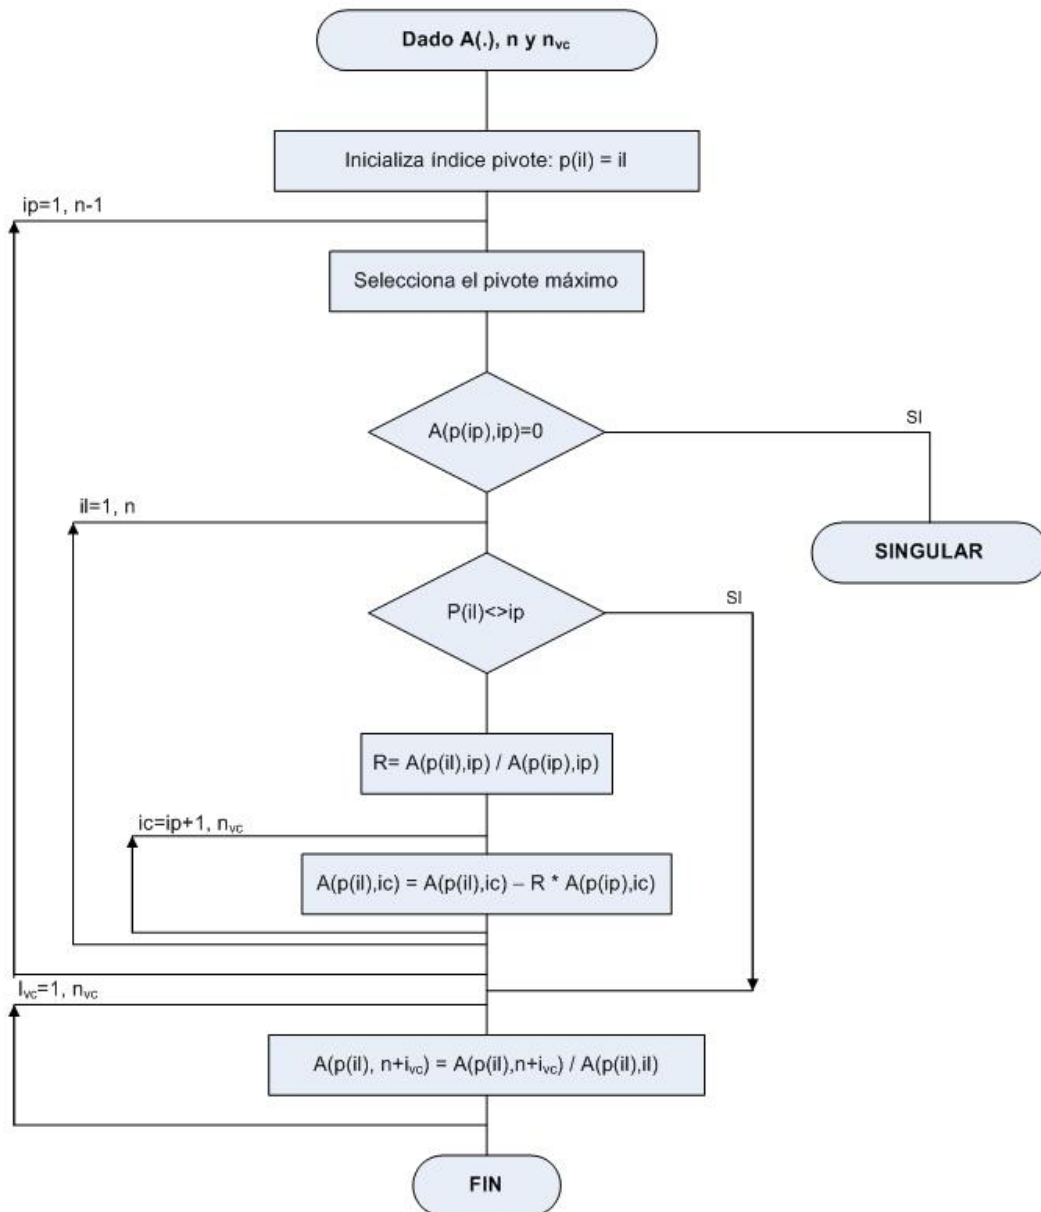 Dado A(.), n y nvc
Inicializa índice pivote: p(il) = il
ip=1, n-1
Selecciona el pivote máximo
A(p(ip),ip)=0
SI
il=1, n
SINGULAR
P(il)<>ip
SI
R= A(p(il),ip) / A(p(ip),ip)
ic=ip+1, nvc
A(p(il),ic) = A(p(il),ic) – R * A(p(ip),ic)
Ivc=1, nvc
A(p(il), n+ivc) = A(p(il),n+ivc) / A(p(il),il)
FIN